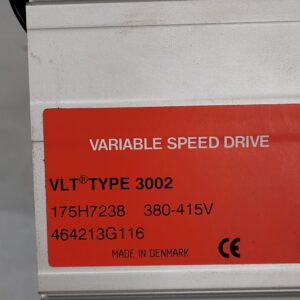 VARIABLE SPEED DRIVE
VLT® TYPE 3002
175H7238 380-415V
464213G116
MADE IN DENMARK CE